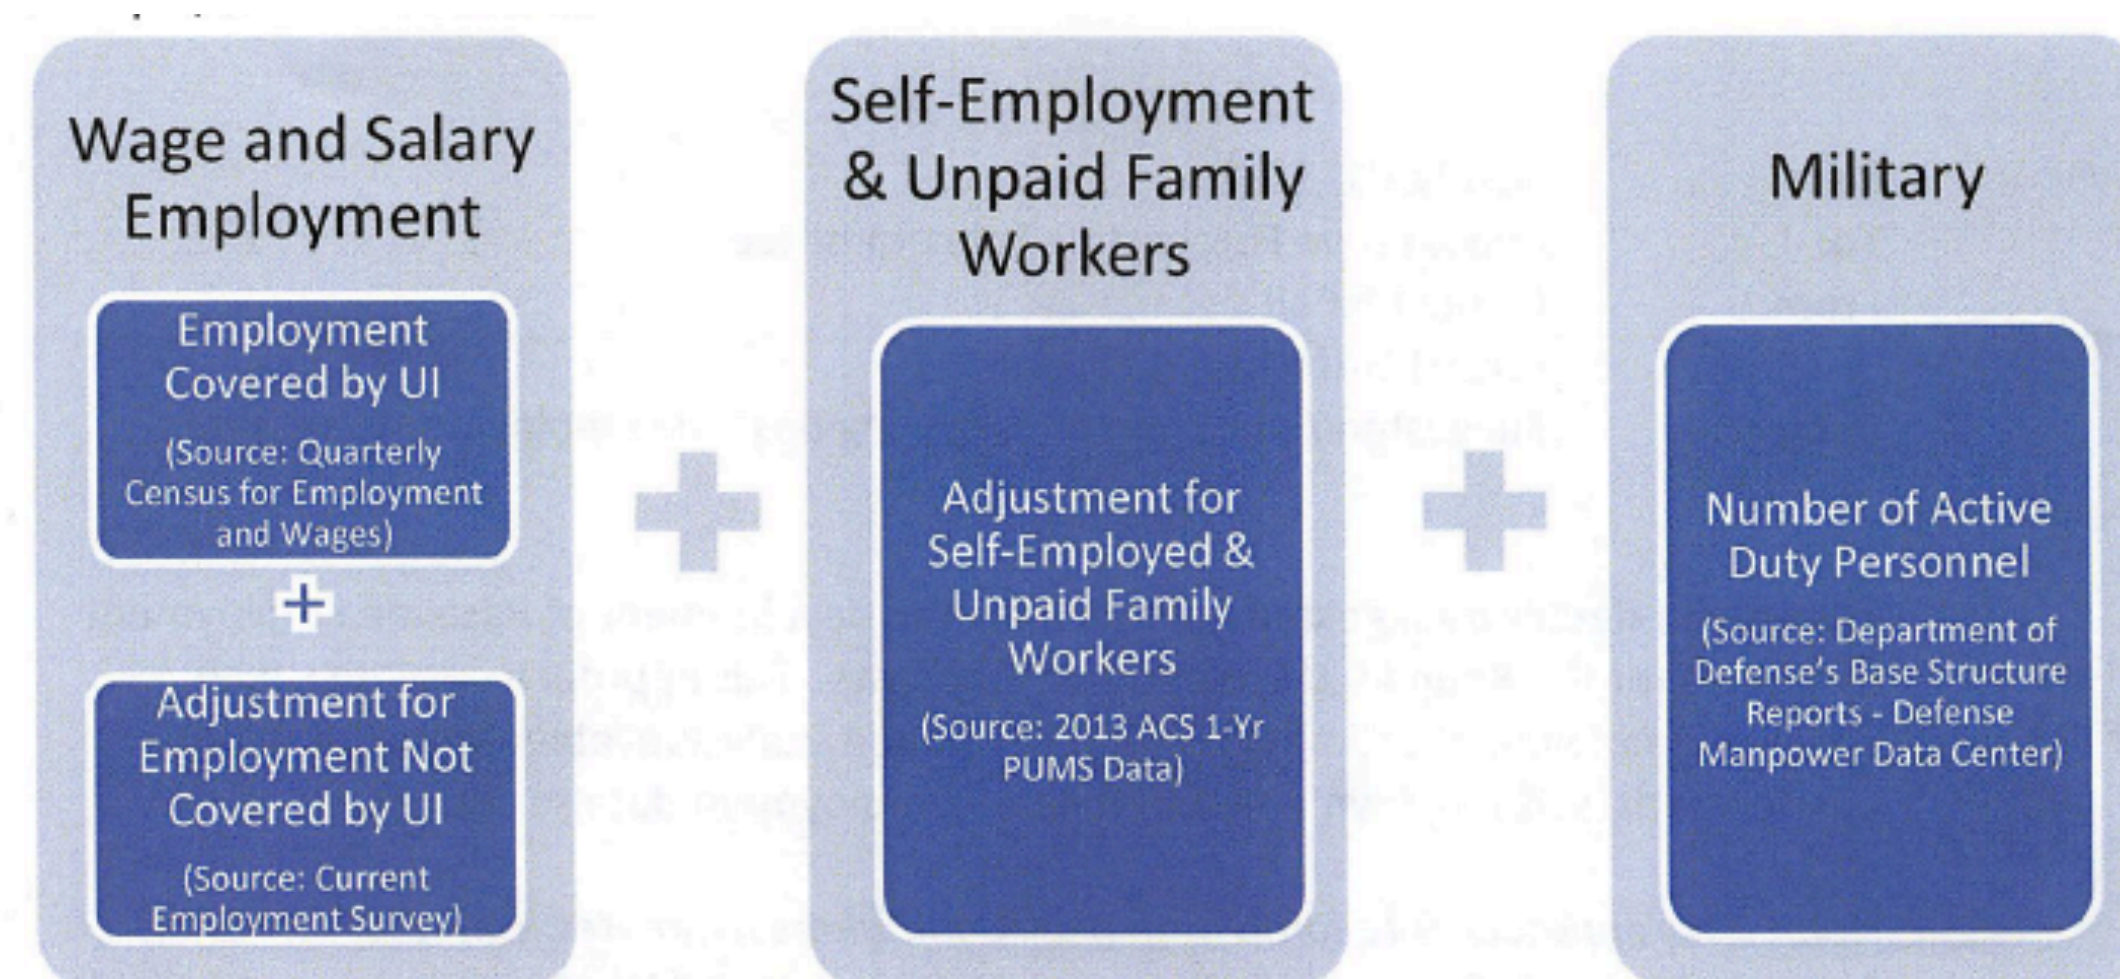 Wage and Salary
Employment
Employment
Covered by UI
(Source: Quarterly
Census for Employment
and Wages)
+
Adjustment for
Employment Not
Covered by UI
(Source: Current
Employment Survey)
+
Self-Employment
& Unpaid Family
Workers
Adjustment for
Self-Employed &
Unpaid Family
Workers
(Source: 2013 ACS 1-Yr
PUMS Data)
+
Military
Number of Active
Duty Personnel
(Source: Department of
Defense's Base Structure
Reports - Defense
Manpower Data Center)